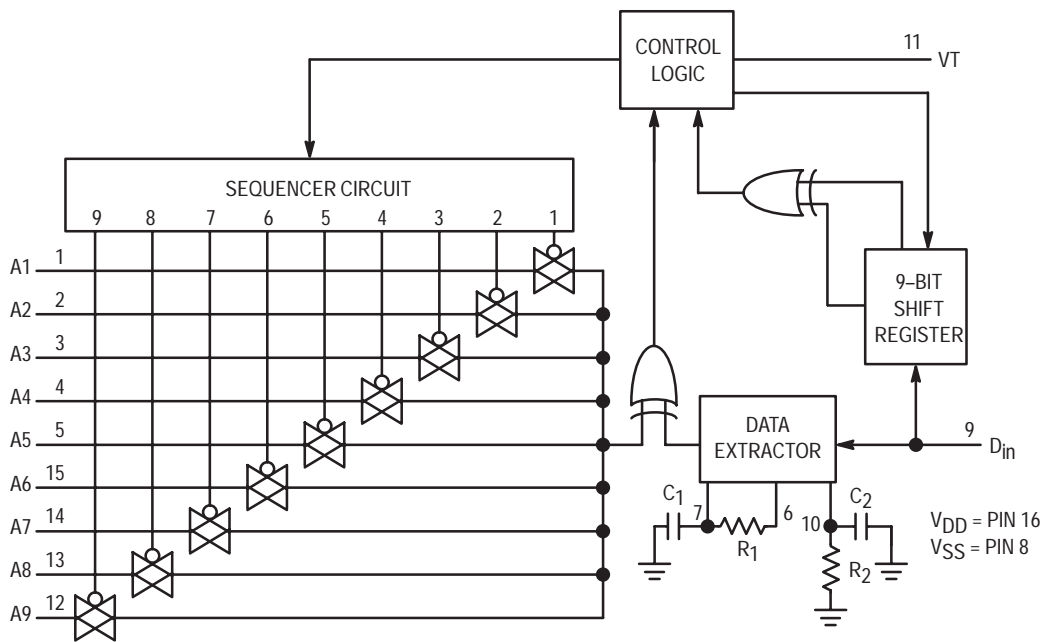 CONTROL
LOGIC
11
VT
SEQUENCER CIRCUIT
9 8 7 6 5 4 3 2 1
A1 1
A2 2
A3 3
A4 4
A5 5
A6 15
A7 14
A8 13
A9 12
9–BIT
SHIFT
REGISTER
DATA
EXTRACTOR
9
Din
C1
7
6
R1
10
C2
R2
VDD = PIN 16
VSS = PIN 8